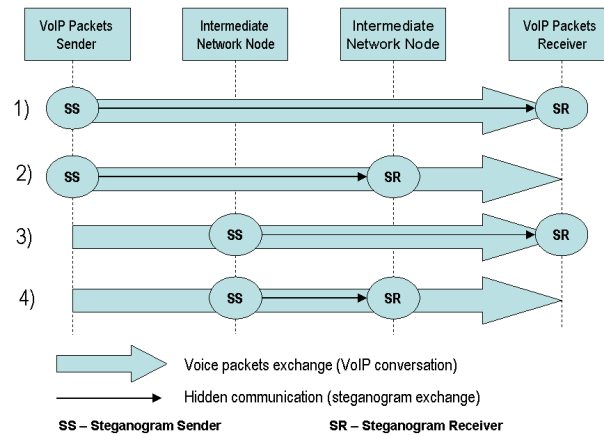 VoIP Packets
Sender
Intermediate
Network Node
Intermediate
Network Node
VoIP Packets
Receiver
1)
SS
SR
2)
SS
SR
3)
SS
SR
4)
SS
SR
Voice packets exchange (VoIP conversation)
Hidden communication (steganogram exchange)
SS – Steganogram Sender
SR – Steganogram Receiver